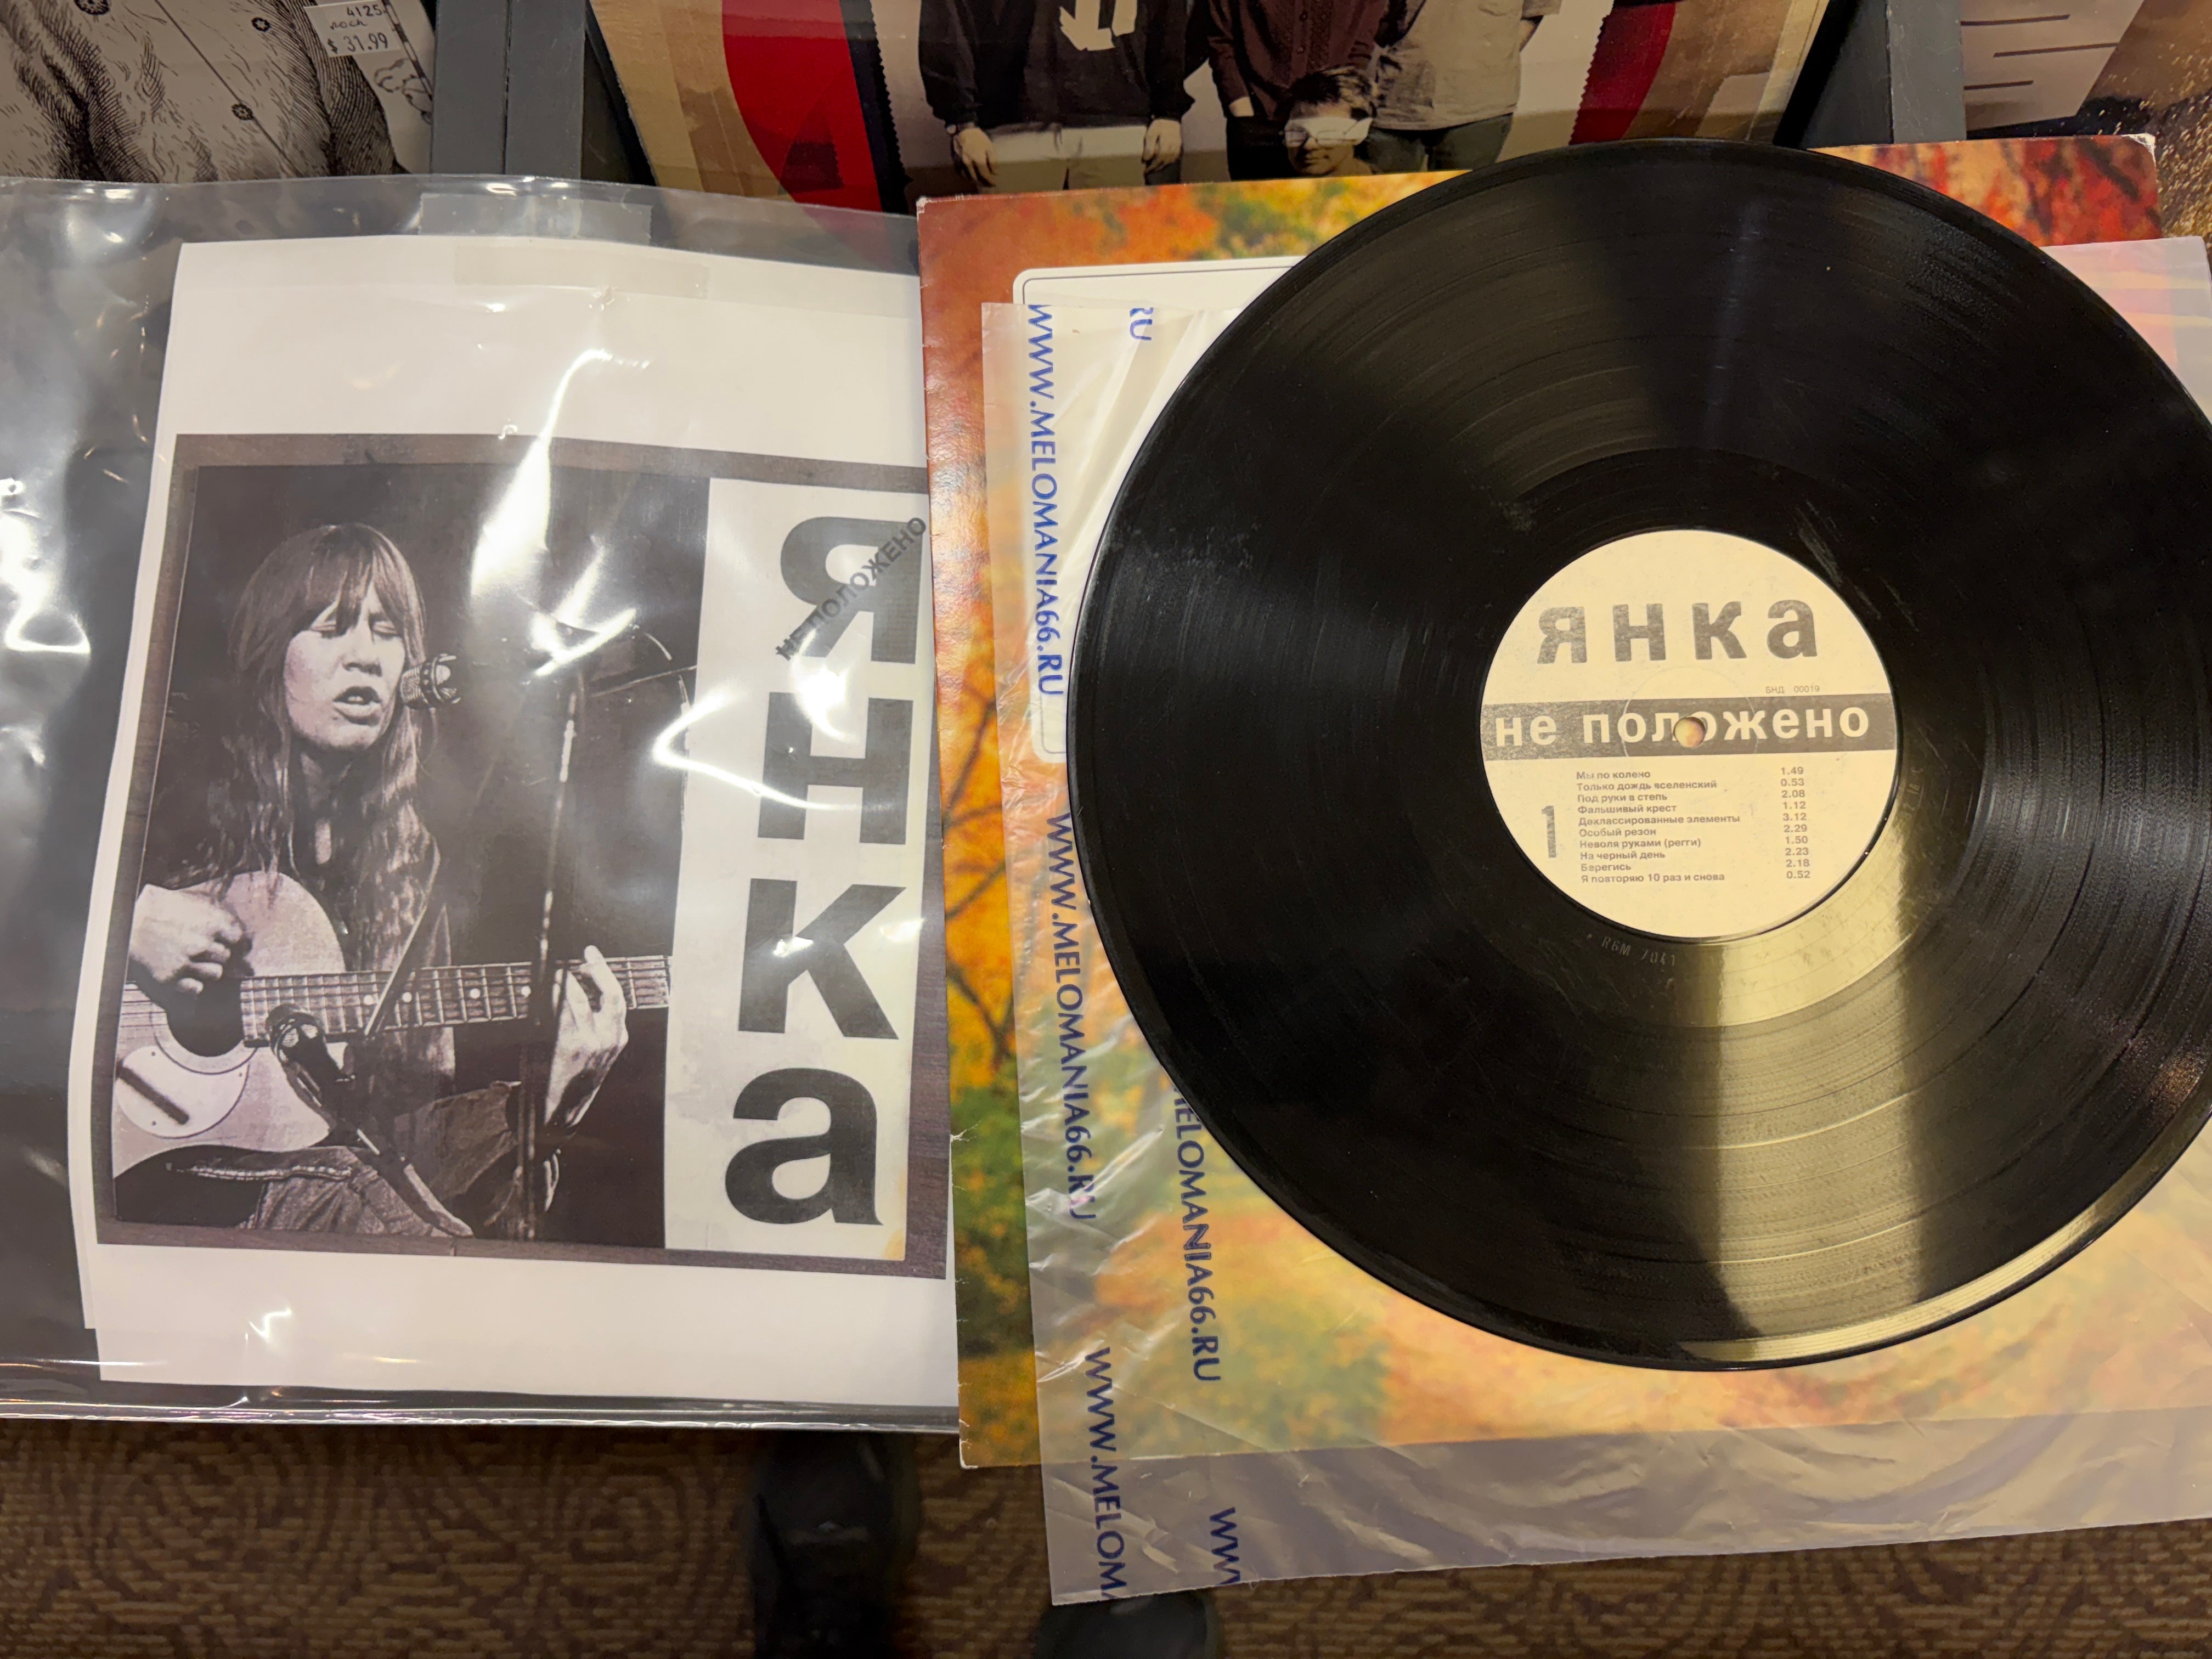 4125-
ROCK
$ 31.99
янка
не положено
WWW.MELOMANIA66.RU
RU
WWW.MELOMANIA66.RU
MELOMANIA66.RU
WWW.MELOM
WW
янка
БНД 00019
не положено
1
Мы по колено 1.49
Только дождь вселенский 0.53
Под руки в степь 2.08
Фальшивый крест 1.12
Деклассированные элементы 3.12
Особый резон 2.29
Неволя руками (регги) 1.50
На черный день 2.23
Берегись 2.18
Я повторяю 10 раз и снова 0.52